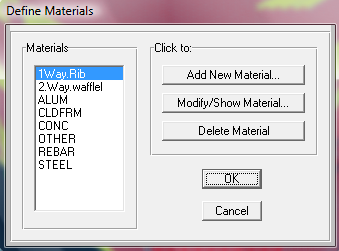 Define Materials
Materials
1Way.Rib
2.Way.wafflel
ALUM
CLDFRM
CONC
OTHER
REBAR
STEEL
Click to:
Add New Material...
Modify/Show Material...
Delete Material
OK
Cancel